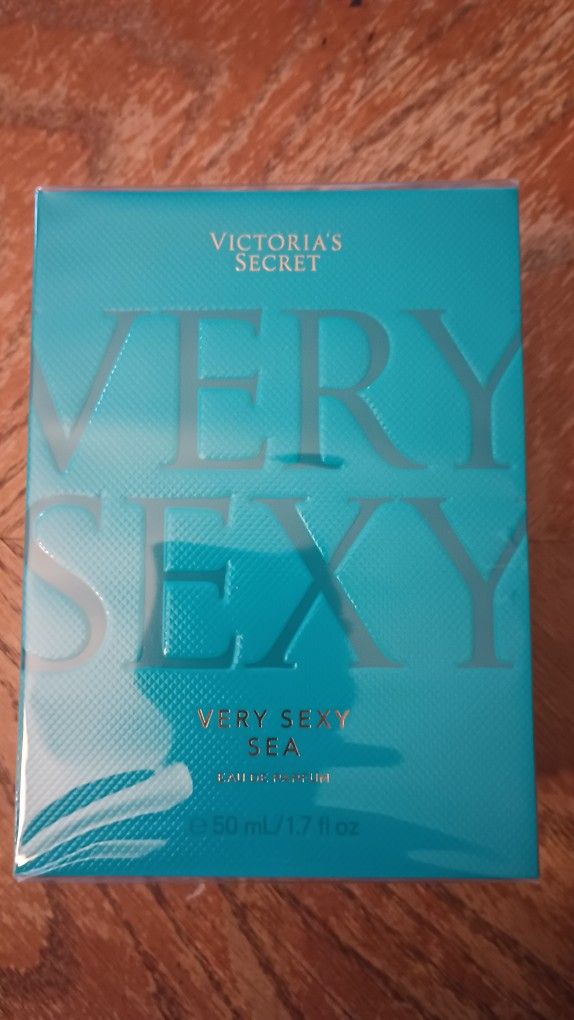 VICTORIA'S
SECRET
VERY
SEXY
VERY SEXY
SEA
EAU DE PARFUM
℮ 50 mL/1.7 fl oz